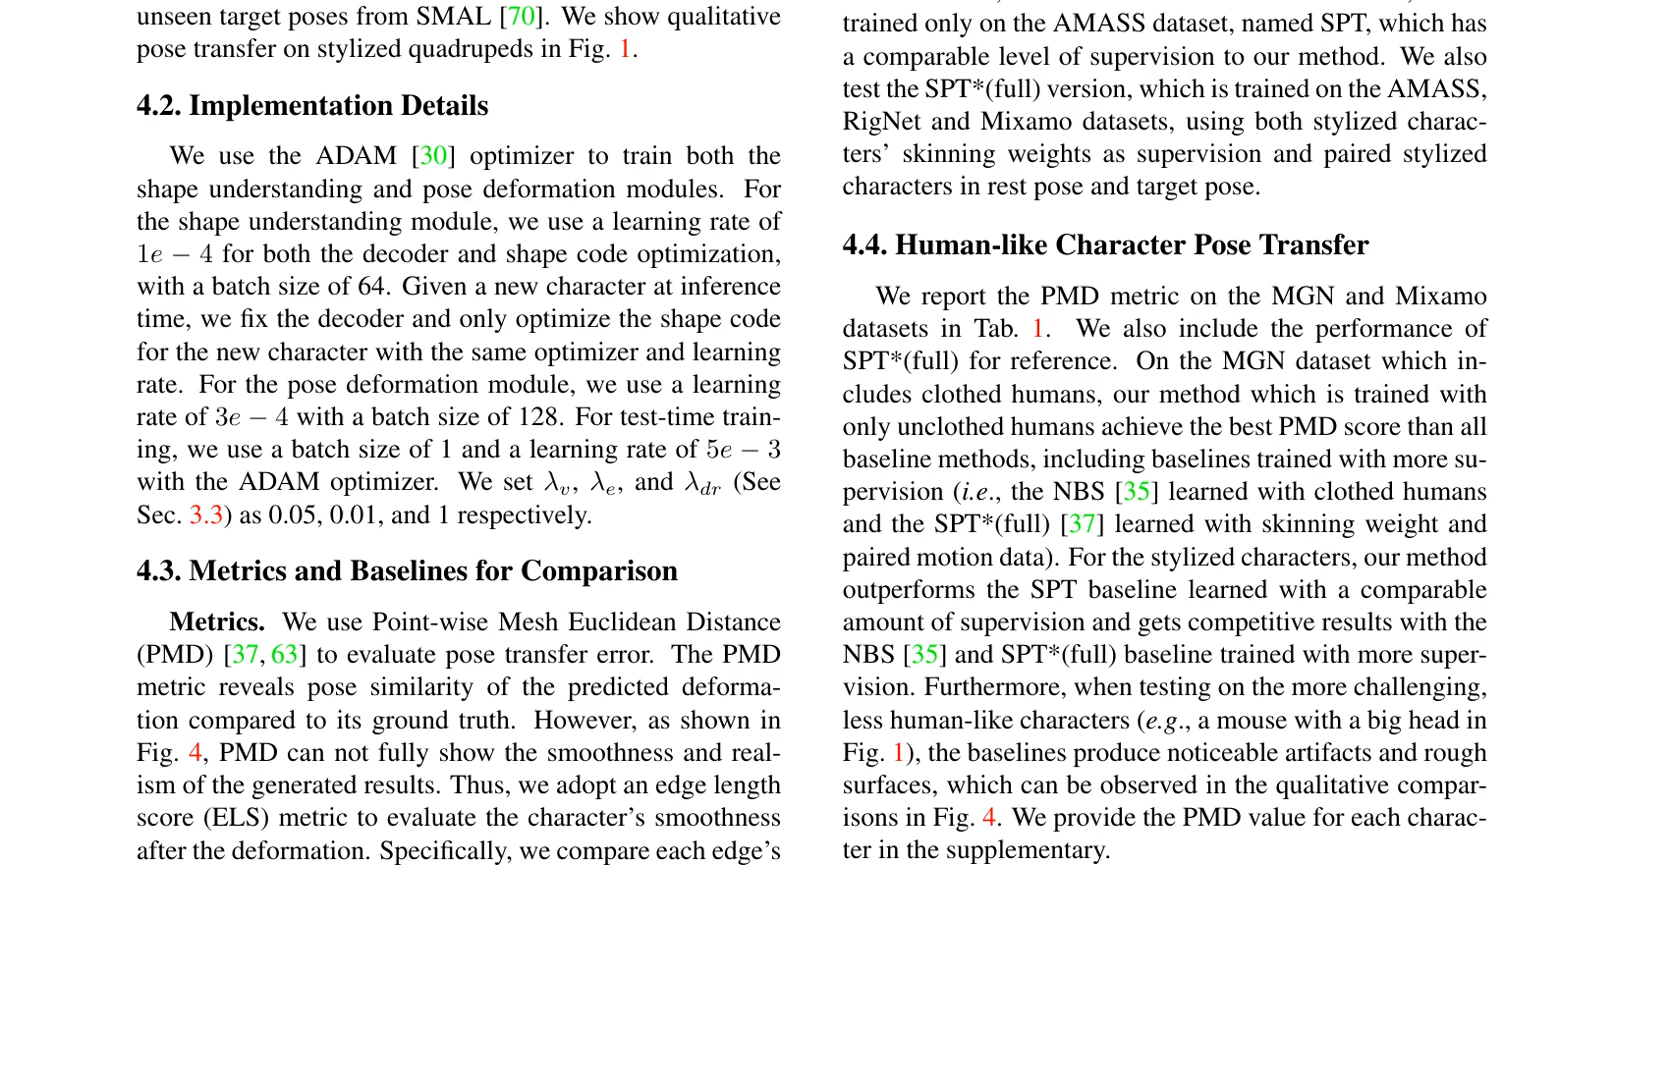 unseen target poses from SMAL [70]. We show qualitative
pose transfer on stylized quadrupeds in Fig. 1.
4.2. Implementation Details
We use the ADAM [30] optimizer to train both the
shape understanding and pose deformation modules. For
the shape understanding module, we use a learning rate of
1e − 4 for both the decoder and shape code optimization,
with a batch size of 64. Given a new character at inference
time, we fix the decoder and only optimize the shape code
for the new character with the same optimizer and learning
rate. For the pose deformation module, we use a learning
rate of 3e − 4 with a batch size of 128. For test-time train-
ing, we use a batch size of 1 and a learning rate of 5e − 3
with the ADAM optimizer. We set λv, λe, and λdr (See
Sec. 3.3) as 0.05, 0.01, and 1 respectively.
4.3. Metrics and Baselines for Comparison
Metrics. We use Point-wise Mesh Euclidean Distance
(PMD) [37, 63] to evaluate pose transfer error. The PMD
metric reveals pose similarity of the predicted deforma-
tion compared to its ground truth. However, as shown in
Fig. 4, PMD can not fully show the smoothness and real-
ism of the generated results. Thus, we adopt an edge length
score (ELS) metric to evaluate the character's smoothness
after the deformation. Specifically, we compare each edge's
trained only on the AMASS dataset, named SPT, which has
a comparable level of supervision to our method. We also
test the SPT*(full) version, which is trained on the AMASS,
RigNet and Mixamo datasets, using both stylized charac-
ters' skinning weights as supervision and paired stylized
characters in rest pose and target pose.
4.4. Human-like Character Pose Transfer
We report the PMD metric on the MGN and Mixamo
datasets in Tab. 1. We also include the performance of
SPT*(full) for reference. On the MGN dataset which in-
cludes clothed humans, our method which is trained with
only unclothed humans achieve the best PMD score than all
baseline methods, including baselines trained with more su-
pervision (i.e., the NBS [35] learned with clothed humans
and the SPT*(full) [37] learned with skinning weight and
paired motion data). For the stylized characters, our method
outperforms the SPT baseline learned with a comparable
amount of supervision and gets competitive results with the
NBS [35] and SPT*(full) baseline trained with more super-
vision. Furthermore, when testing on the more challenging,
less human-like characters (e.g., a mouse with a big head in
Fig. 1), the baselines produce noticeable artifacts and rough
surfaces, which can be observed in the qualitative compar-
isons in Fig. 4. We provide the PMD value for each charac-
ter in the supplementary.